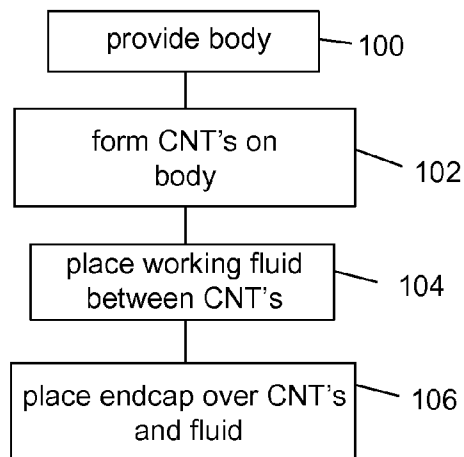 provide body
100
form CNT's on
body
102
place working fluid
between CNT's
104
place endcap over CNT's
and fluid
106